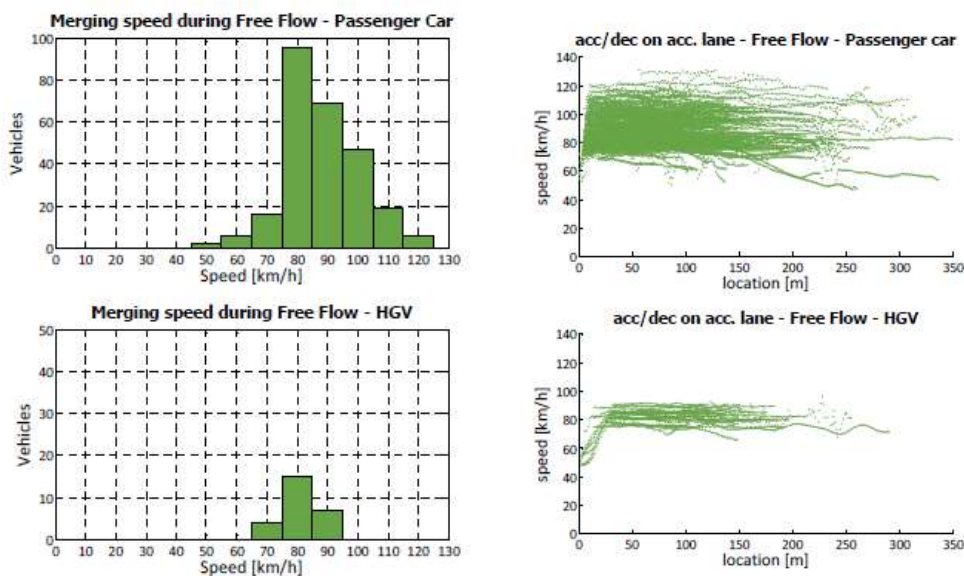 Merging speed during Free Flow - Passenger Car
Vehicles
100
80
60
40
20
0
0 10 20 30 40 50 60 70 80 90 100 110 120 130
Speed [km/h]
acc/dec on acc. lane - Free Flow - Passenger car
speed [km/h]
140
120
100
80
60
40
20
0
0 50 100 150 200 250 300 350
location [m]
Merging speed during Free Flow - HGV
Vehicles
50
40
30
20
10
0
0 10 20 30 40 50 60 70 80 90 100 110 120 130
Speed [km/h]
acc/dec on acc. lane - Free Flow - HGV
speed [km/h]
140
120
100
80
60
40
20
0
0 50 100 150 200 250 300 350
location [m]